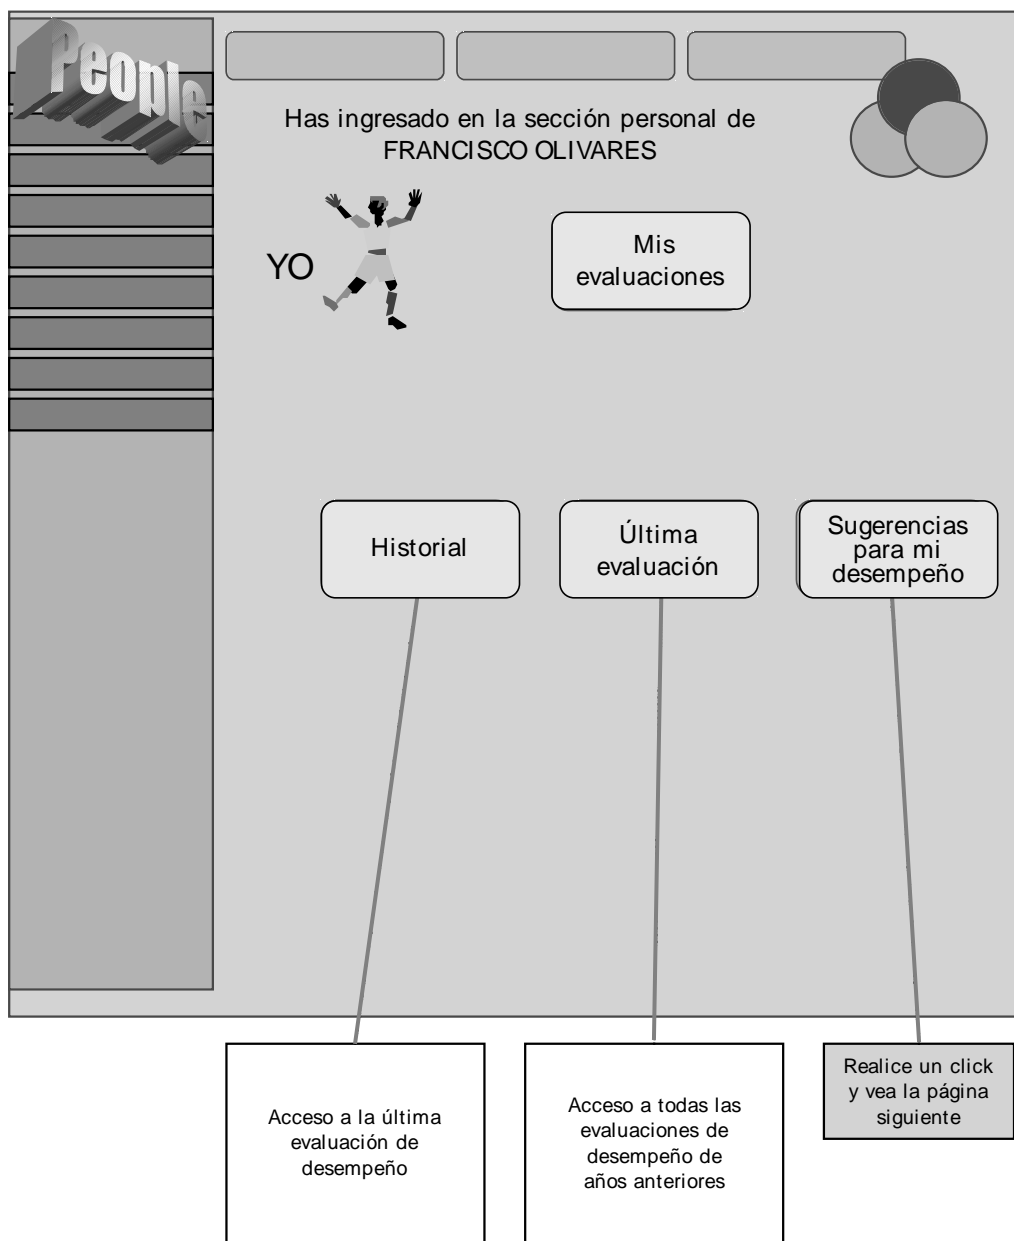 People
Has ingresado en la sección personal de
FRANCISCO OLIVARES
YO
Mis
evaluaciones
Historial
Última
evaluación
Sugerencias
para mi
desempeño
Acceso a la última
evaluación de
desempeño
Acceso a todas las
evaluaciones de
desempeño de
años anteriores
Realice un click
y vea la página
siguiente